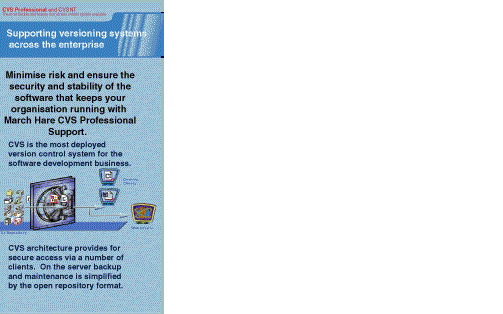 CVS Professional and CVSNT
Supporting versioning systems
across the enterprise
Minimise risk and ensure the
security and stability of the
software that keeps your
organisation running with
March Hare CVS Professional
Support.
CVS is the most deployed
version control system for the
software development business.
CVS architecture provides for
secure access via a number of
clients. On the server backup
and maintenance is simplified
by the open repository format.